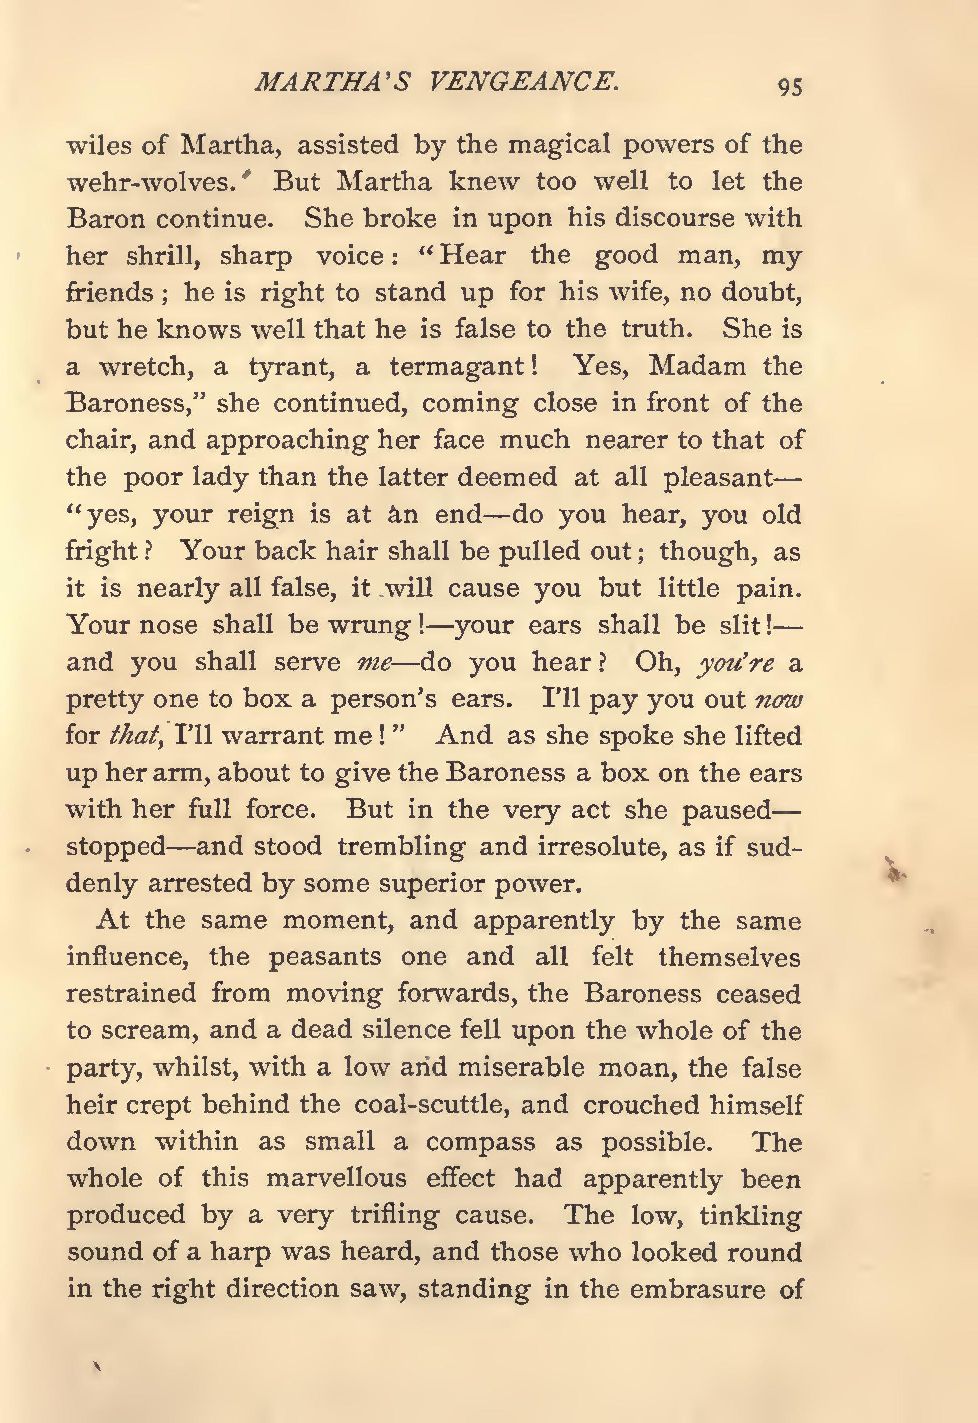 MARTHA'S VENGEANCE. 95
wiles of Martha, assisted by the magical powers of the
wehr-wolves.' But Martha knew too well to let the
Baron continue. She broke in upon his discourse with
her shrill, sharp voice: “Hear the good man, my
friends; he is right to stand up for his wife, no doubt,
but he knows well that he is false to the truth. She is
a wretch, a tyrant, a termagant! Yes, Madam the
Baroness,” she continued, coming close in front of the
chair, and approaching her face much nearer to that of
the poor lady than the latter deemed at all pleasant—
“yes, your reign is at an end—do you hear, you old
fright? Your back hair shall be pulled out; though, as
it is nearly all false, it will cause you but little pain.
Your nose shall be wrung!—your ears shall be slit!—
and you shall serve me—do you hear? Oh, you're a
pretty one to box a person's ears. I'll pay you out now
for that, I'll warrant me!” And as she spoke she lifted
up her arm, about to give the Baroness a box on the ears
with her full force. But in the very act she paused—
stopped—and stood trembling and irresolute, as if sud-
denly arrested by some superior power.
At the same moment, and apparently by the same
influence, the peasants one and all felt themselves
restrained from moving forwards, the Baroness ceased
to scream, and a dead silence fell upon the whole of the
party, whilst, with a low and miserable moan, the false
heir crept behind the coal-scuttle, and crouched himself
down within as small a compass as possible. The
whole of this marvellous effect had apparently been
produced by a very trifling cause. The low, tinkling
sound of a harp was heard, and those who looked round
in the right direction saw, standing in the embrasure of